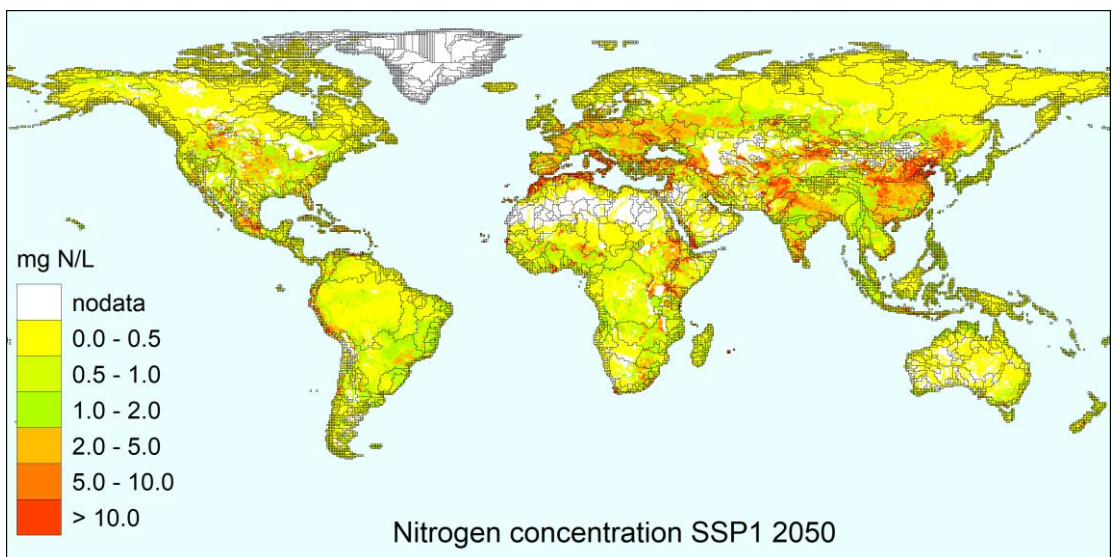 mg N/L
nodata
0.0 - 0.5
0.5 - 1.0
1.0 - 2.0
2.0 - 5.0
5.0 - 10.0
> 10.0
Nitrogen concentration SSP1 2050